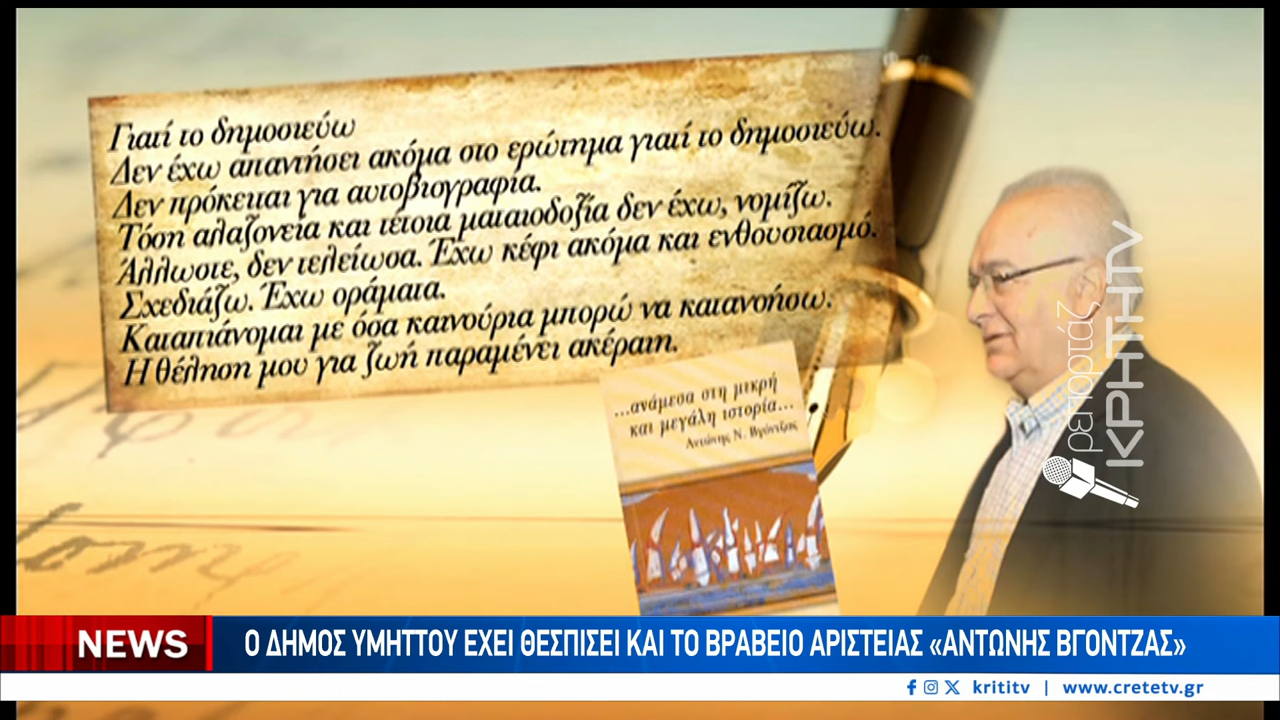 Γιατί το δημοσιεύω
Δεν έχω απαντήσει ακόμα στο ερώτημα γιατί το δημοσιεύω.
Δεν πρόκειται για αυτοβιογραφία.
Τόση αλαζονεία και τέτοια ματαιοδοξία δεν έχω, νομίζω.
Άλλωστε, δεν τελείωσα. Έχω κέφι ακόμα και ενθουσιασμό.
Σχεδιάζω. Έχω οράματα.
Καταπιάνομαι με όσα καινούρια μπορώ να κατανοήσω.
Η θέληση μου για ζωή παραμένει ακέραιη.
...ανάμεσα στη μικρή
και μεγάλη ιστορία...
Αντώνης Ν. Βγόντζας
ρεπορτάζ
ΚΡΗΤΗTV
NEWS
Ο ΔΗΜΟΣ ΥΜΗΤΤΟΥ ΕΧΕΙ ΘΕΣΠΙΣΕΙ ΚΑΙ ΤΟ ΒΡΑΒΕΙΟ ΑΡΙΣΤΕΙΑΣ «ΑΝΤΩΝΗΣ ΒΓΟΝΤΖΑΣ»
krititv | www.cretetv.gr